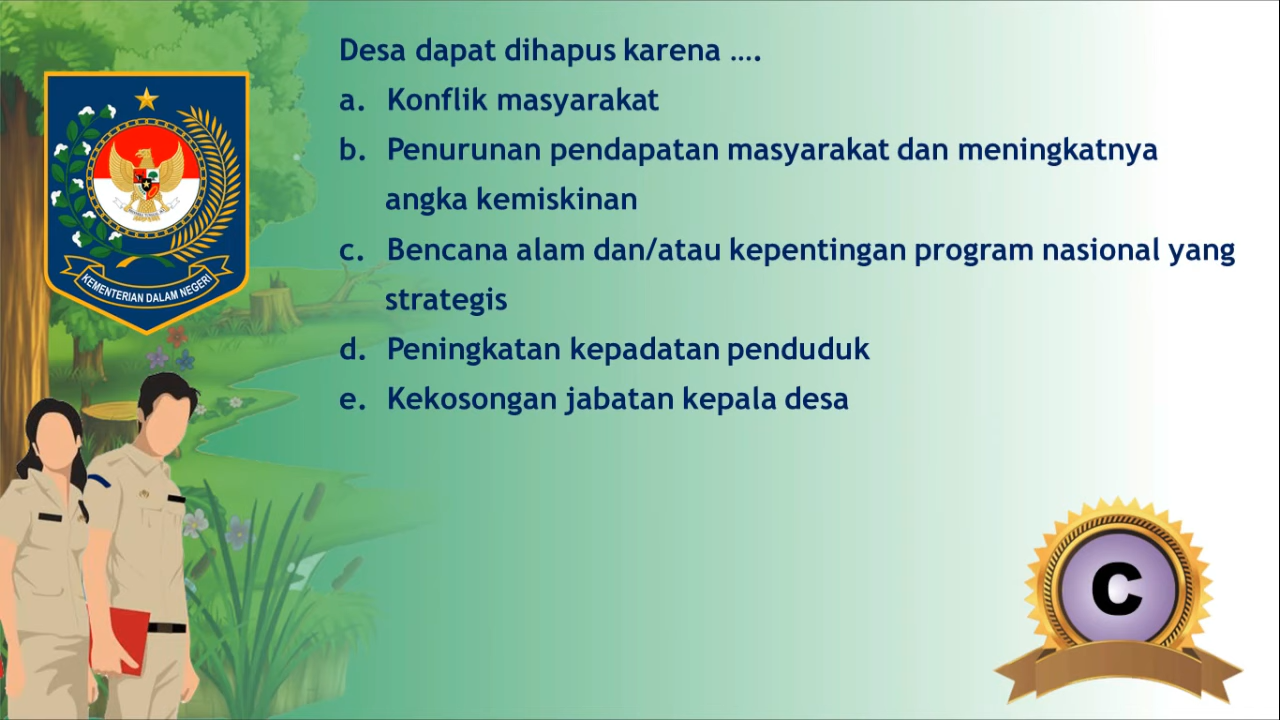 Desa dapat dihapus karena ....
a. Konflik masyarakat
b. Penurunan pendapatan masyarakat dan meningkatnya
angka kemiskinan
c. Bencana alam dan/atau kepentingan program nasional yang
strategis
d. Peningkatan kepadatan penduduk
e. Kekosongan jabatan kepala desa
KEMENTERIAN DALAM NEGERI
C